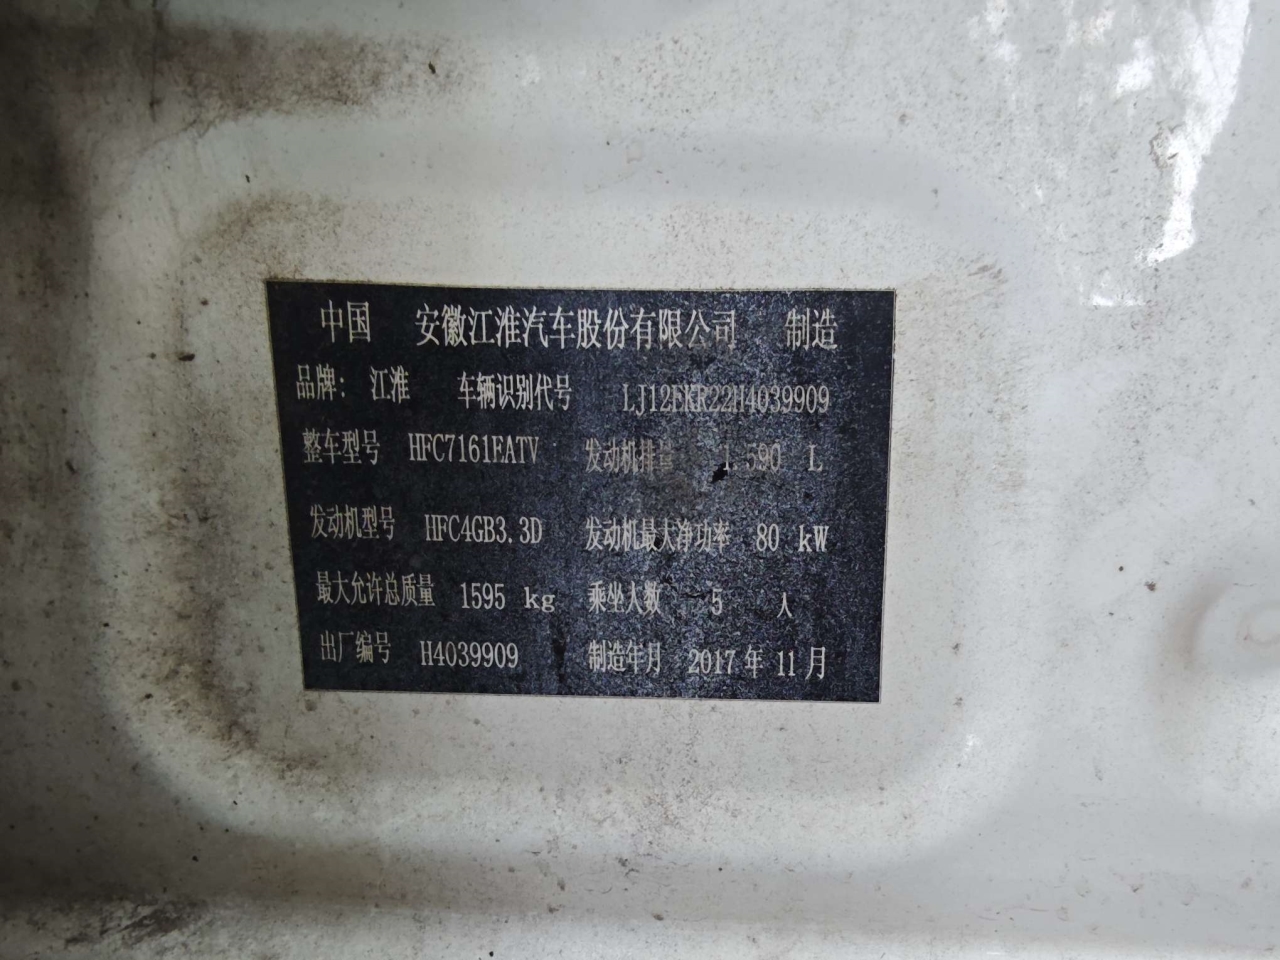 中国 安徽江淮汽车股份有限公司 制造
品牌: 江淮 车辆识别代号 LJ12EKR22H4039909
整车型号 HFC7161EATV 发动机排量 1.590 L
发动机型号 HFC4GB3.3D 发动机最大净功率 80 kW
最大允许总质量 1595 kg 乘坐人数 5 人
出厂编号 H4039909 制造年月 2017年11月